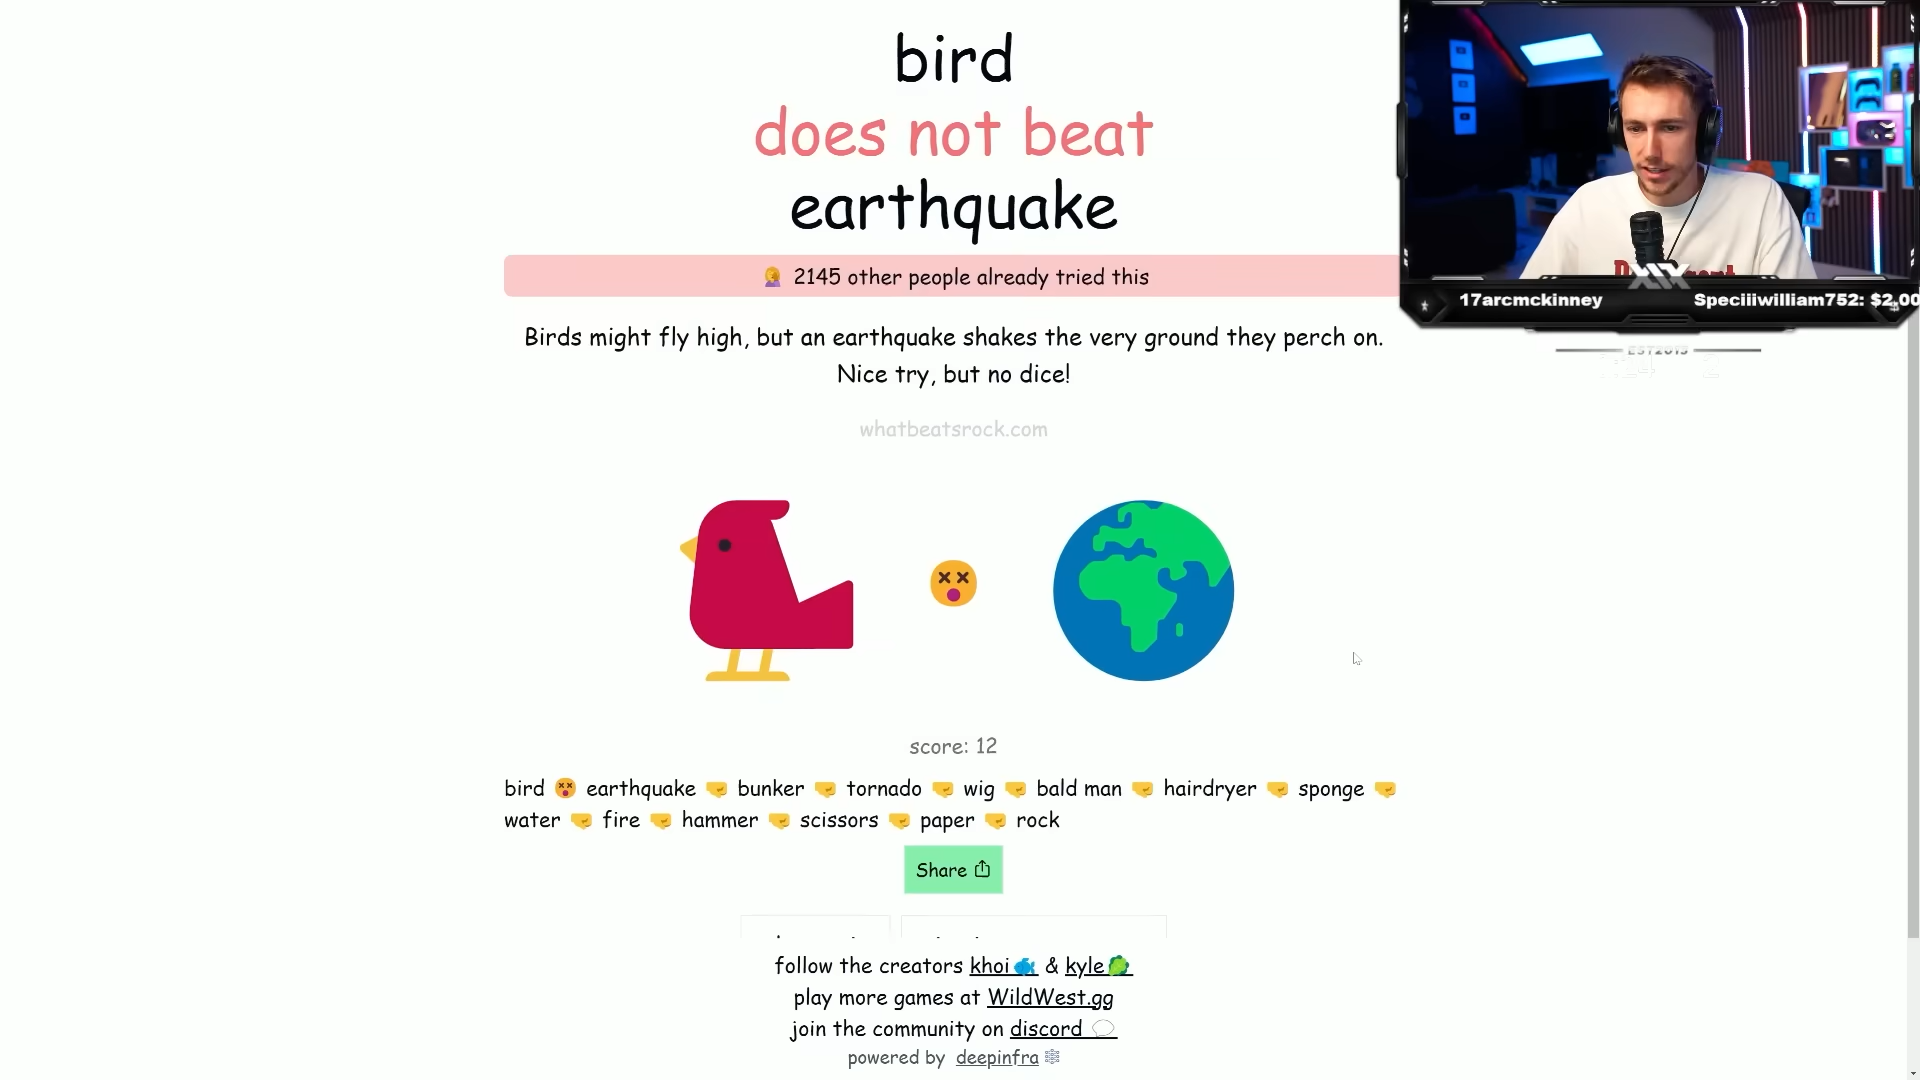 bird
does not beat
earthquake
2145 other people already tried this
Birds might fly high, but an earthquake shakes the very ground they perch on.
Nice try, but no dice!
whatbeatsrock.com
score: 12
bird earthquake bunker tornado wig bald man hairdryer sponge
water fire hammer scissors paper rock
Share
follow the creators khoi & kyle
play more games at WildWest.gg
join the community on discord
powered by deepinfra
XIX
17arcmckinney Speciiiwilliam752: $2.00
EST2013